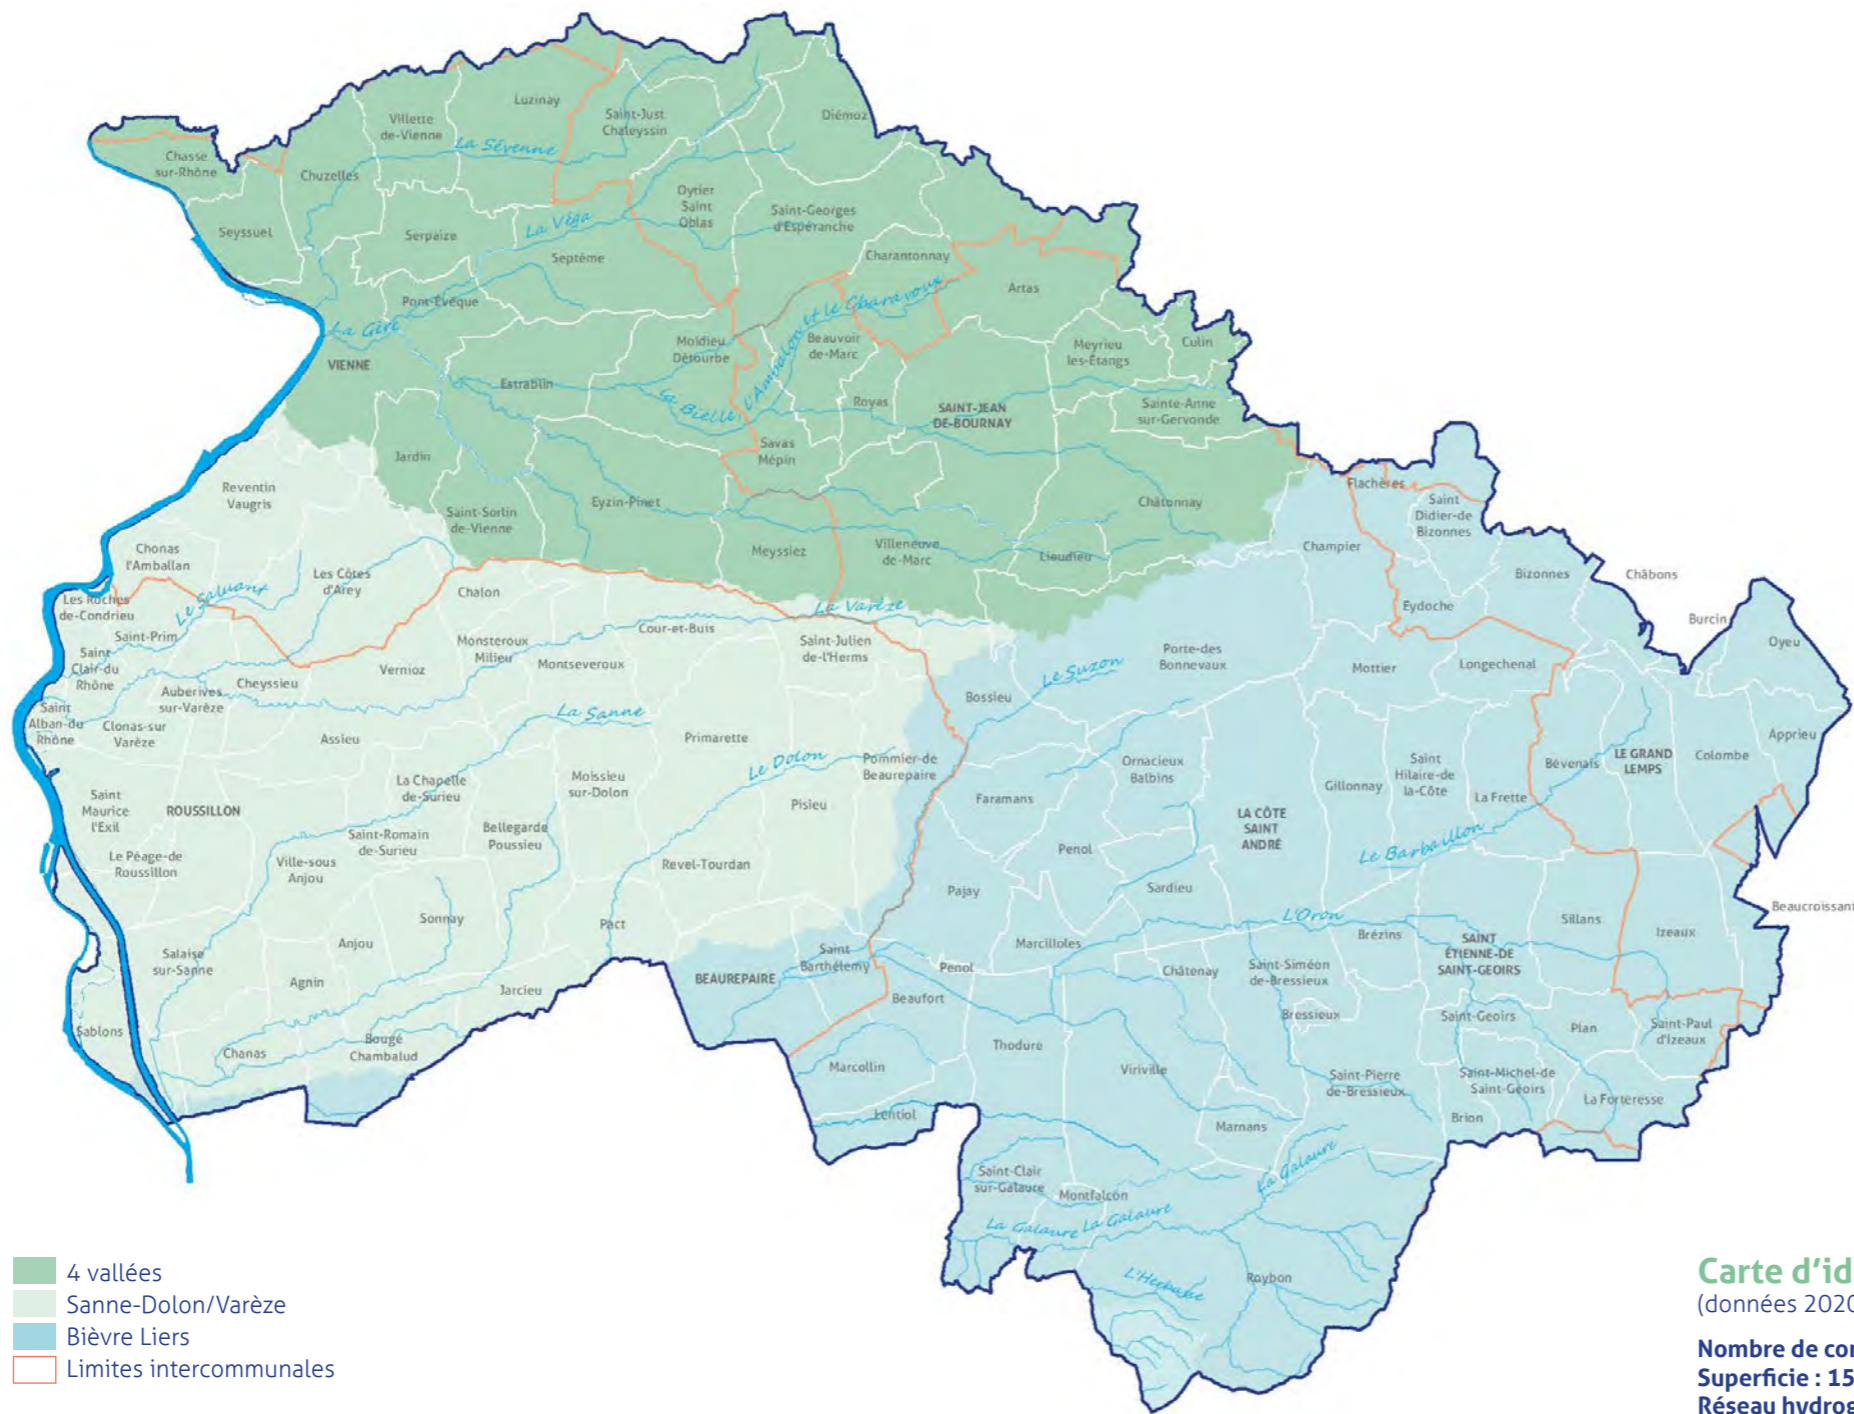 Luzinay
Villette
de-Vienne
Saint-Just
Chaleyssin
Diémoz
La Sévenne
Chasse
sur-Rhône
Chuzelles
Oytier
Saint
Oblas
Saint-Georges
d'Espéranche
Seyssuel
Serpaize
La Véga
Septème
Charantonnay
Artas
Pont-Évêque
La Gère
L'Ambalon et le Charavoux
Moidieu
Détourbe
Beauvoir
de-Marc
Meyrieu
les-Étangs
Culin
VIENNE
Estrablin
La Bielle
Royas
SAINT-JEAN
DE-BOURNAY
Sainte-Anne
sur-Gervonde
Jardin
Savas
Mépin
Reventin
Vaugris
Saint-Sorlin
de-Vienne
Eyzin-Pinet
Châtonnay
Flachères
Saint
Didier-de
Bizonnes
Chonas
l'Amballan
Meyssiez
Villeneuve
de-Marc
Lieudieu
Champier
Bizonnes
Châbons
Les Côtes
d'Arey
Le Saluant
Chalon
La Varèze
Les Roches
de-Condrieu
Eydoche
Burcin
Oyeu
Saint-Prim
Monsteroux
Milieu
Cour-et-Buis
Saint-Julien
de-l'Herms
Porte-des
Bonnevaux
Saint
Clair-du
Rhône
Vernioz
Montseveroux
Le Suzon
Mottier
Longechenal
Auberives
sur-Varèze
Cheyssieu
Bossieu
Saint
Alban-du
Rhône
Clonas-sur
Varèze
Assieu
La Sanne
Primarette
Le Dolon
Pommier-de
Beaurepaire
Ornacieux
Balbins
Saint
Hilaire-de
la-Côte
Bévenais
LE GRAND
LEMPS
Colombe
Apprieu
La Chapelle
de-Surieu
Moissieu
sur-Dolon
Saint
Maurice
l'Exil
ROUSSILLON
Pisieu
Faramans
Gillonnay
La Frette
LA CÔTE
SAINT
ANDRÉ
Saint-Romain
de-Surieu
Bellegarde
Poussieu
Le Barbaillon
Le Péage-de
Roussillon
Ville-sous
Anjou
Revel-Tourdan
Penol
Pajay
Sardieu
Sonnay
Pact
L'Oron
Sillans
Izeaux
Beaucroissant
Anjou
Marcilloles
Brézins
SAINT
ÉTIENNE-DE
SAINT-GEOIRS
Salaise
sur-Sanne
Saint
Barthélemy
BEAUREPAIRE
Penol
Châtenay
Saint-Siméon
de-Bressieux
Agnin
Jarcieu
Beaufort
Bressieux
Saint-Geoirs
Plan
Saint-Paul
d'Izeaux
Sablons
Bougé
Chambalud
Chanas
Thodure
Marcollin
Viriville
Saint-Pierre
de-Bressieux
Saint-Michel-de
Saint-Geoirs
La Forteresse
Lentiol
Marnans
Brion
La Galaure
Saint-Clair
sur-Galaure
Montfalcon
La Galaure La Galaure
Roybon
4 vallées
Sanne-Dolon/Varèze
Bièvre Liers
Limites intercommunales
Carte d'id
(données 2020
Nombre de co
Superficie : 15
Réseau hydrog